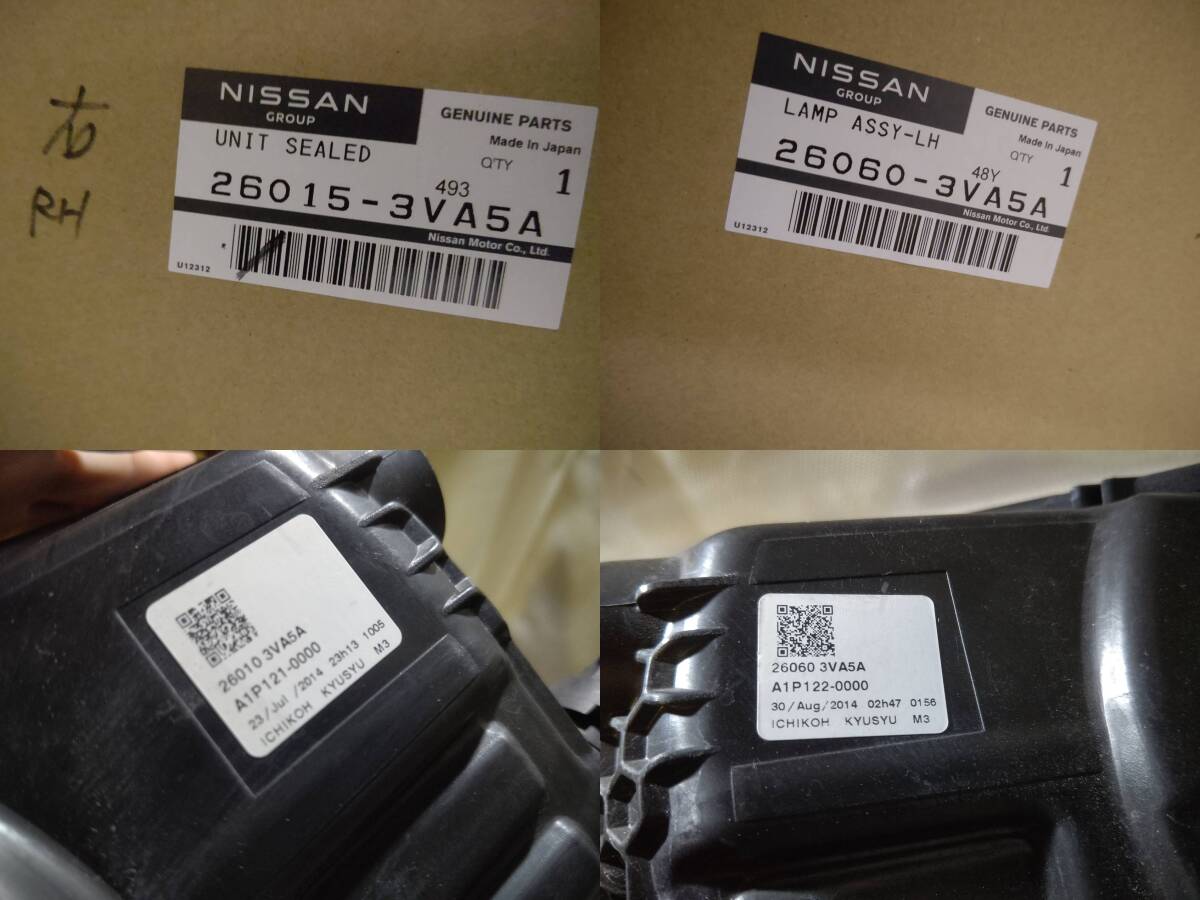 右
RH
NISSAN
GROUP
GENUINE PARTS
Made in Japan
UNIT SEALED
Q'TY
493
1
26015-3VA5A
Nissan Motor Co., Ltd.
U12312
NISSAN
GROUP
GENUINE PARTS
Made in Japan
LAMP ASSY-LH
Q'TY
48Y
1
26060-3VA5A
Nissan Motor Co., Ltd.
U12312
26010 3VA5A
A1P121-0000
23/Jul/2014 23h13 1005
ICHIKOH KYUSYU M3
26060 3VA5A
A1P122-0000
30/Aug/2014 02h47 0156
ICHIKOH KYUSYU M3